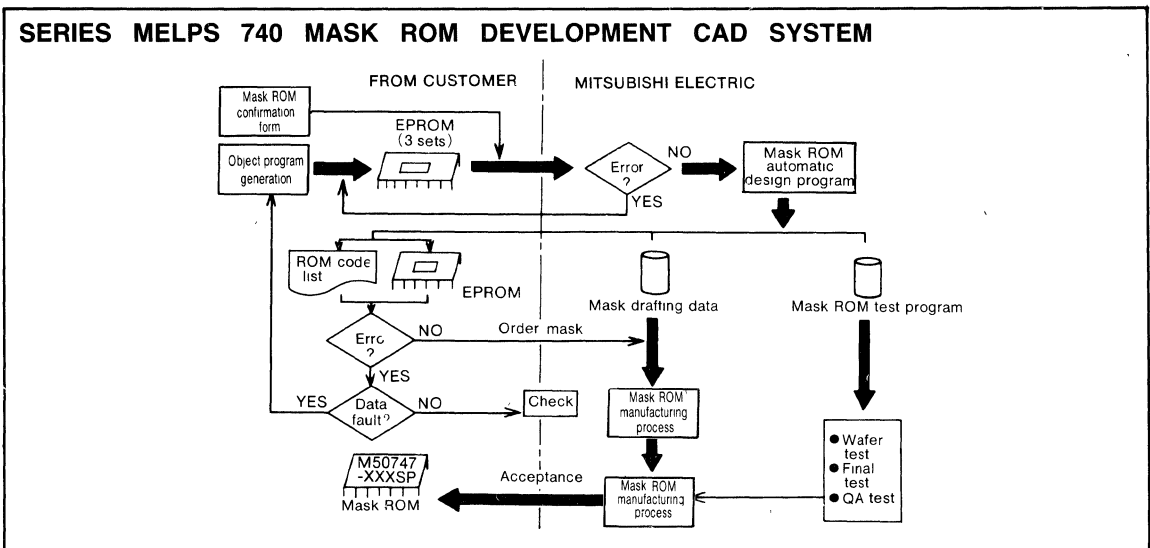 SERIES MELPS 740 MASK ROM DEVELOPMENT CAD SYSTEM
FROM CUSTOMER
MITSUBISHI ELECTRIC
Mask ROM
confirmation
form
EPROM
(3 sets)
Object program
generation
Error
?
NO
YES
Mask ROM
automatic
design program
ROM code
list
EPROM
Mask drafting data
Mask ROM test program
Erro
?
NO
Order mask
YES
Data
fault?
YES
NO
Check
Mask ROM
manufacturing
process
Wafer
test
Final
test
QA test
M50747
-XXXSP
Mask ROM
Acceptance
Mask ROM
manufacturing
process